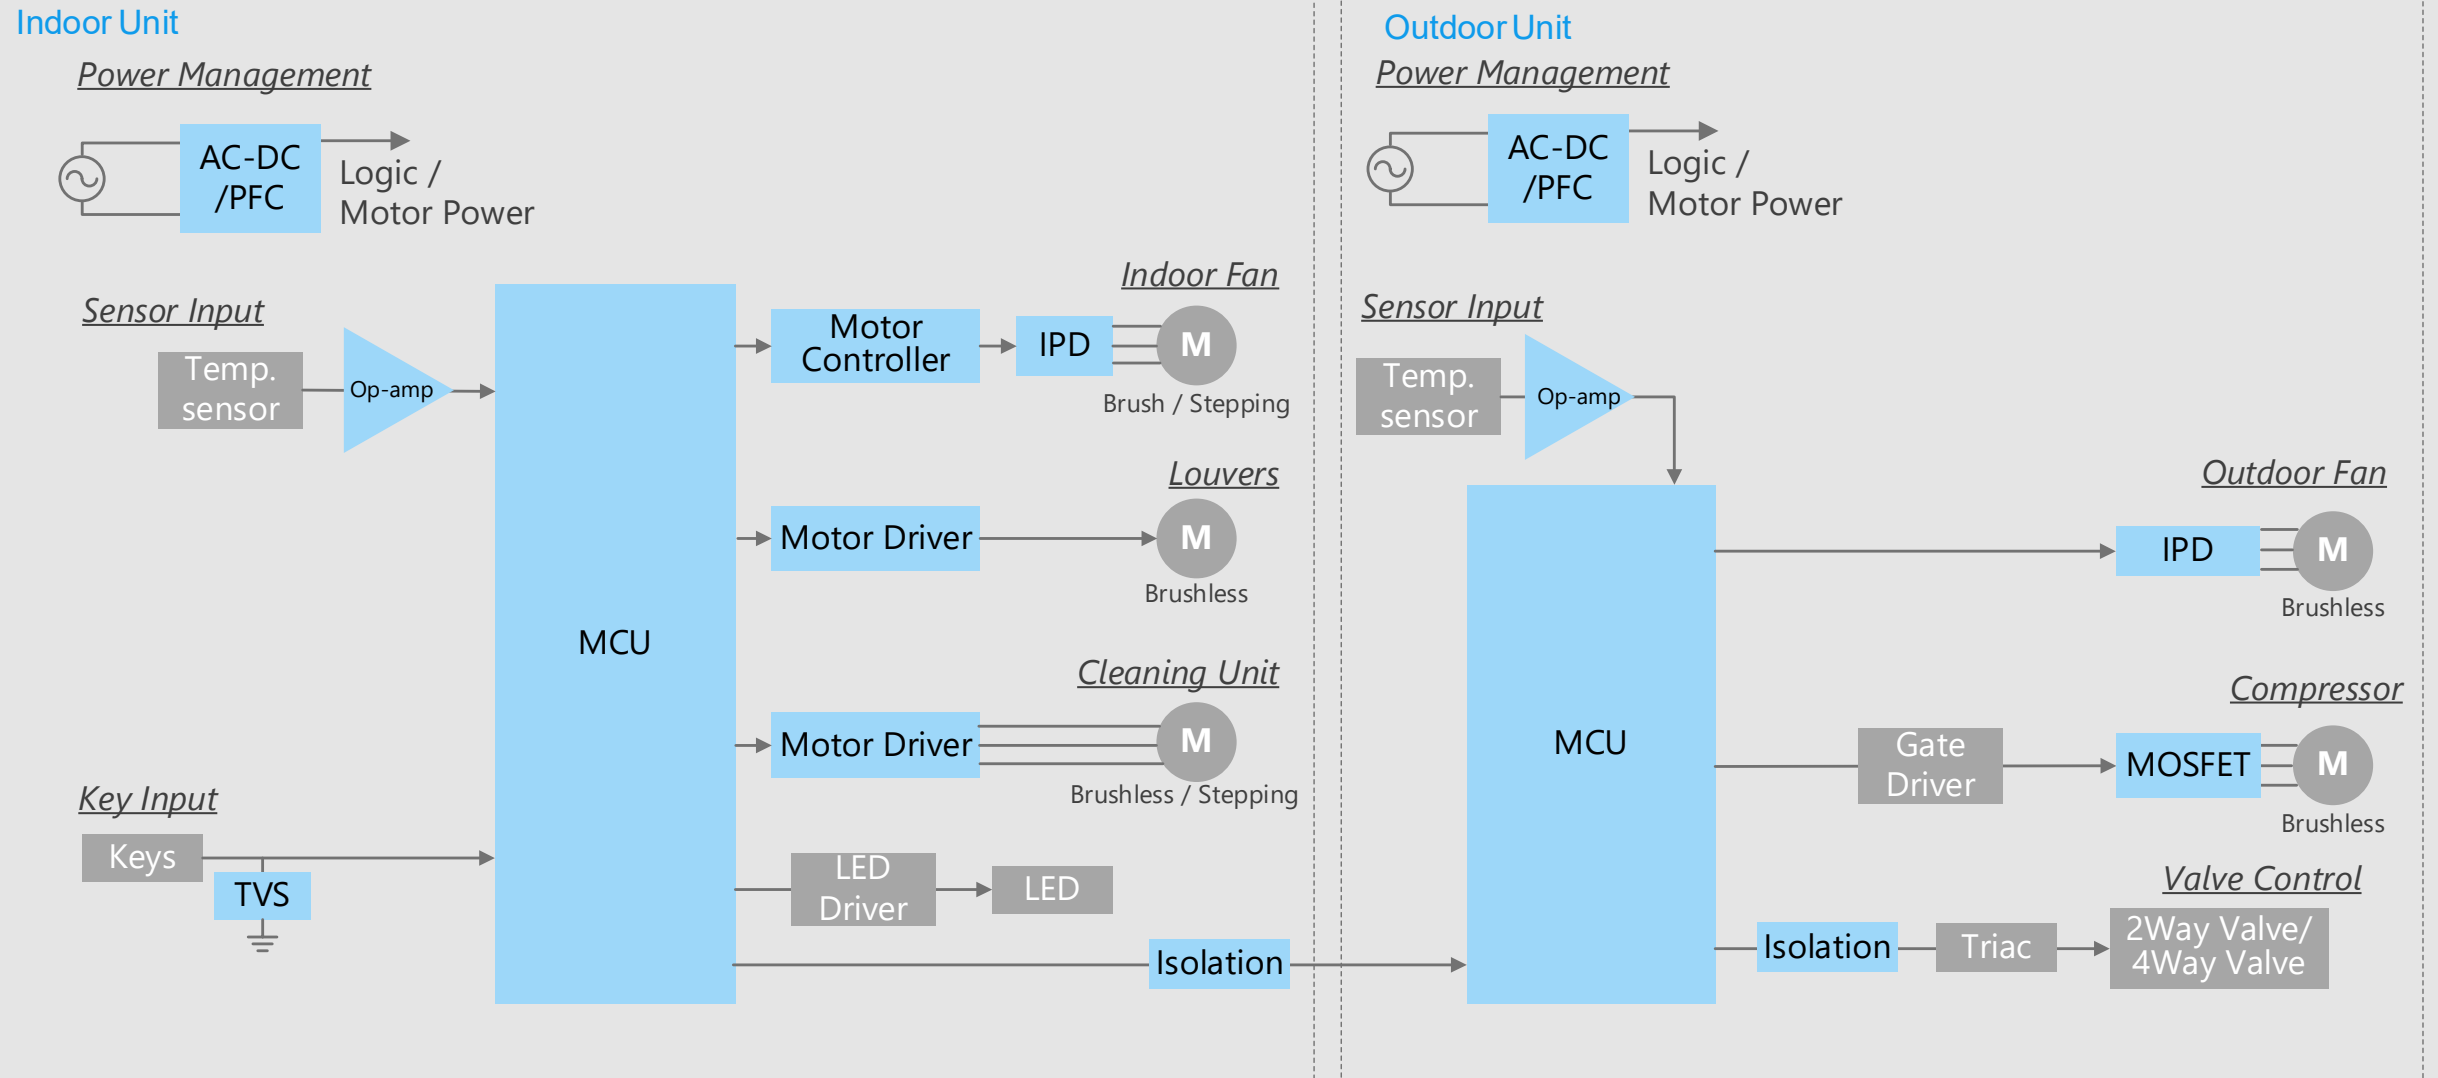 Indoor Unit
Power Management
AC-DC
/PFC
Logic /
Motor Power
Sensor Input
Temp.
sensor
Op-amp
Key Input
Keys
TVS
MCU
Motor
Controller
IPD
Indoor Fan
M
Brush / Stepping
Motor Driver
Louvers
M
Brushless
Motor Driver
Cleaning Unit
M
Brushless / Stepping
LED
Driver
LED
Isolation
Outdoor Unit
Power Management
AC-DC
/PFC
Logic /
Motor Power
Sensor Input
Temp.
sensor
Op-amp
MCU
Outdoor Fan
IPD
M
Brushless
Compressor
Gate
Driver
MOSFET
M
Brushless
Valve Control
Isolation
Triac
2Way Valve/
4Way Valve